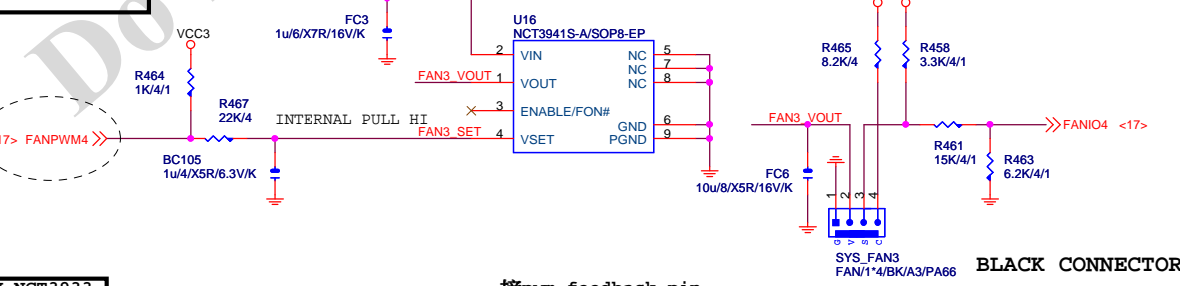 Do
VCC3
R464
1K/4/1
R467
22K/4
17> FANPWM4
BC105
1u/4/X5R/6.3V/K
INTERNAL PULL HI
FC3
1u/6/X7R/16V/K
FAN3_VOUT
FAN3_SET
U16
NCT3941S-A/SOP8-EP
2 VIN
1 VOUT
3 ENABLE/FON#
4 VSET
NC 5
NC 7
NC 8
GND 6
PGND 9
FAN3_VOUT
FC6
10u/8/X5R/16V/K
R465
8.2K/4
R458
3.3K/4/1
R461
15K/4/1
R463
6.2K/4/1
FANIO4 <17>
1 2 3 4
G V S C
SYS_FAN3
FAN/1*4/BK/A3/PA66
BLACK CONNECTOR